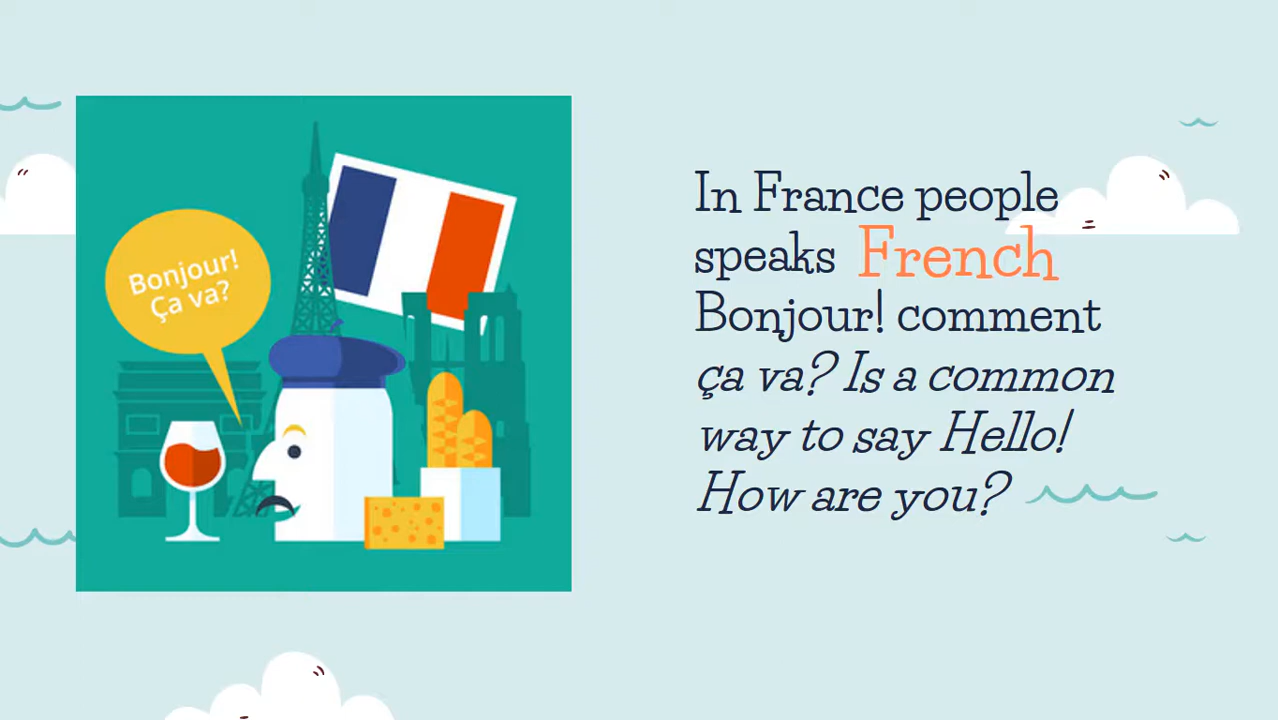 Bonjour!
Ça va?
In France people
speaks French
Bonjour! comment
ça va? Is a common
way to say Hello!
How are you?